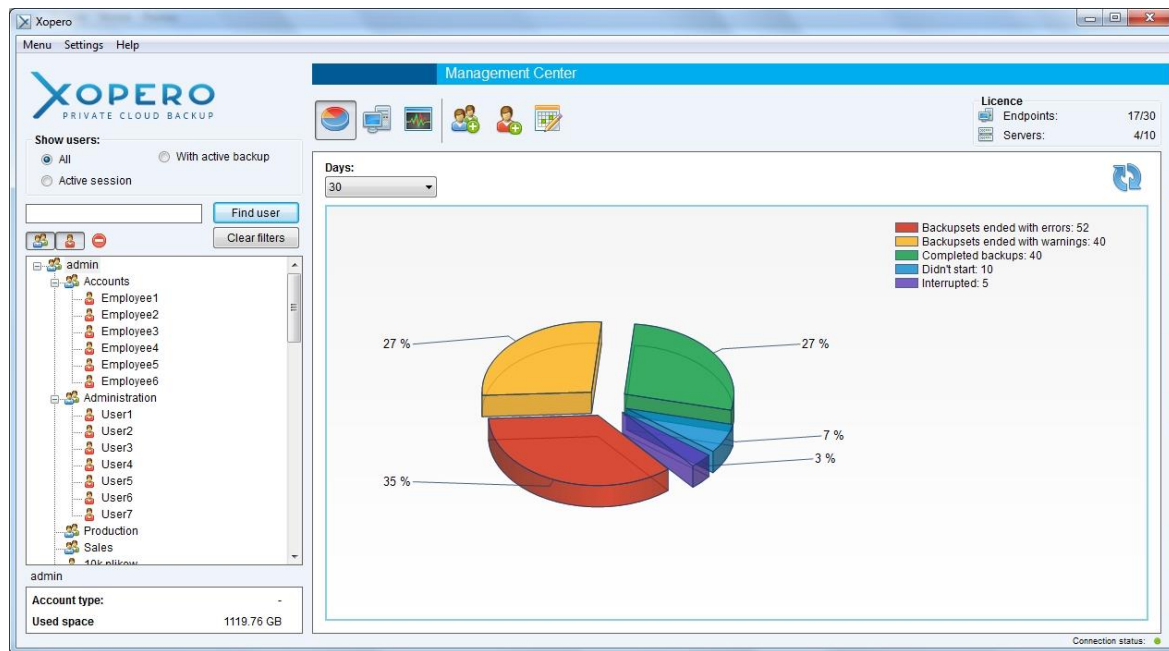 Xopero
Menu Settings Help
XOPERO
PRIVATE CLOUD BACKUP
Show users:
All
With active backup
Active session
Find user
Clear filters
admin
Accounts
Employee1
Employee2
Employee3
Employee4
Employee5
Employee6
Administration
User1
User2
User3
User4
User5
User6
User7
Production
Sales
10k plikow
admin
Account type: -
Used space 1119.76 GB
Management Center
Licence
Endpoints: 17/30
Servers: 4/10
Days:
30
Backupsets ended with errors: 52
Backupsets ended with warnings: 40
Completed backups: 40
Didn't start: 10
Interrupted: 5
27 %
27 %
7 %
3 %
35 %
Connection status: